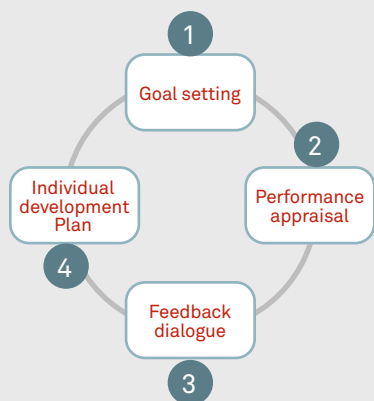 1
Goal setting
2
Performance
appraisal
3
Feedback
dialogue
4
Individual
development
Plan